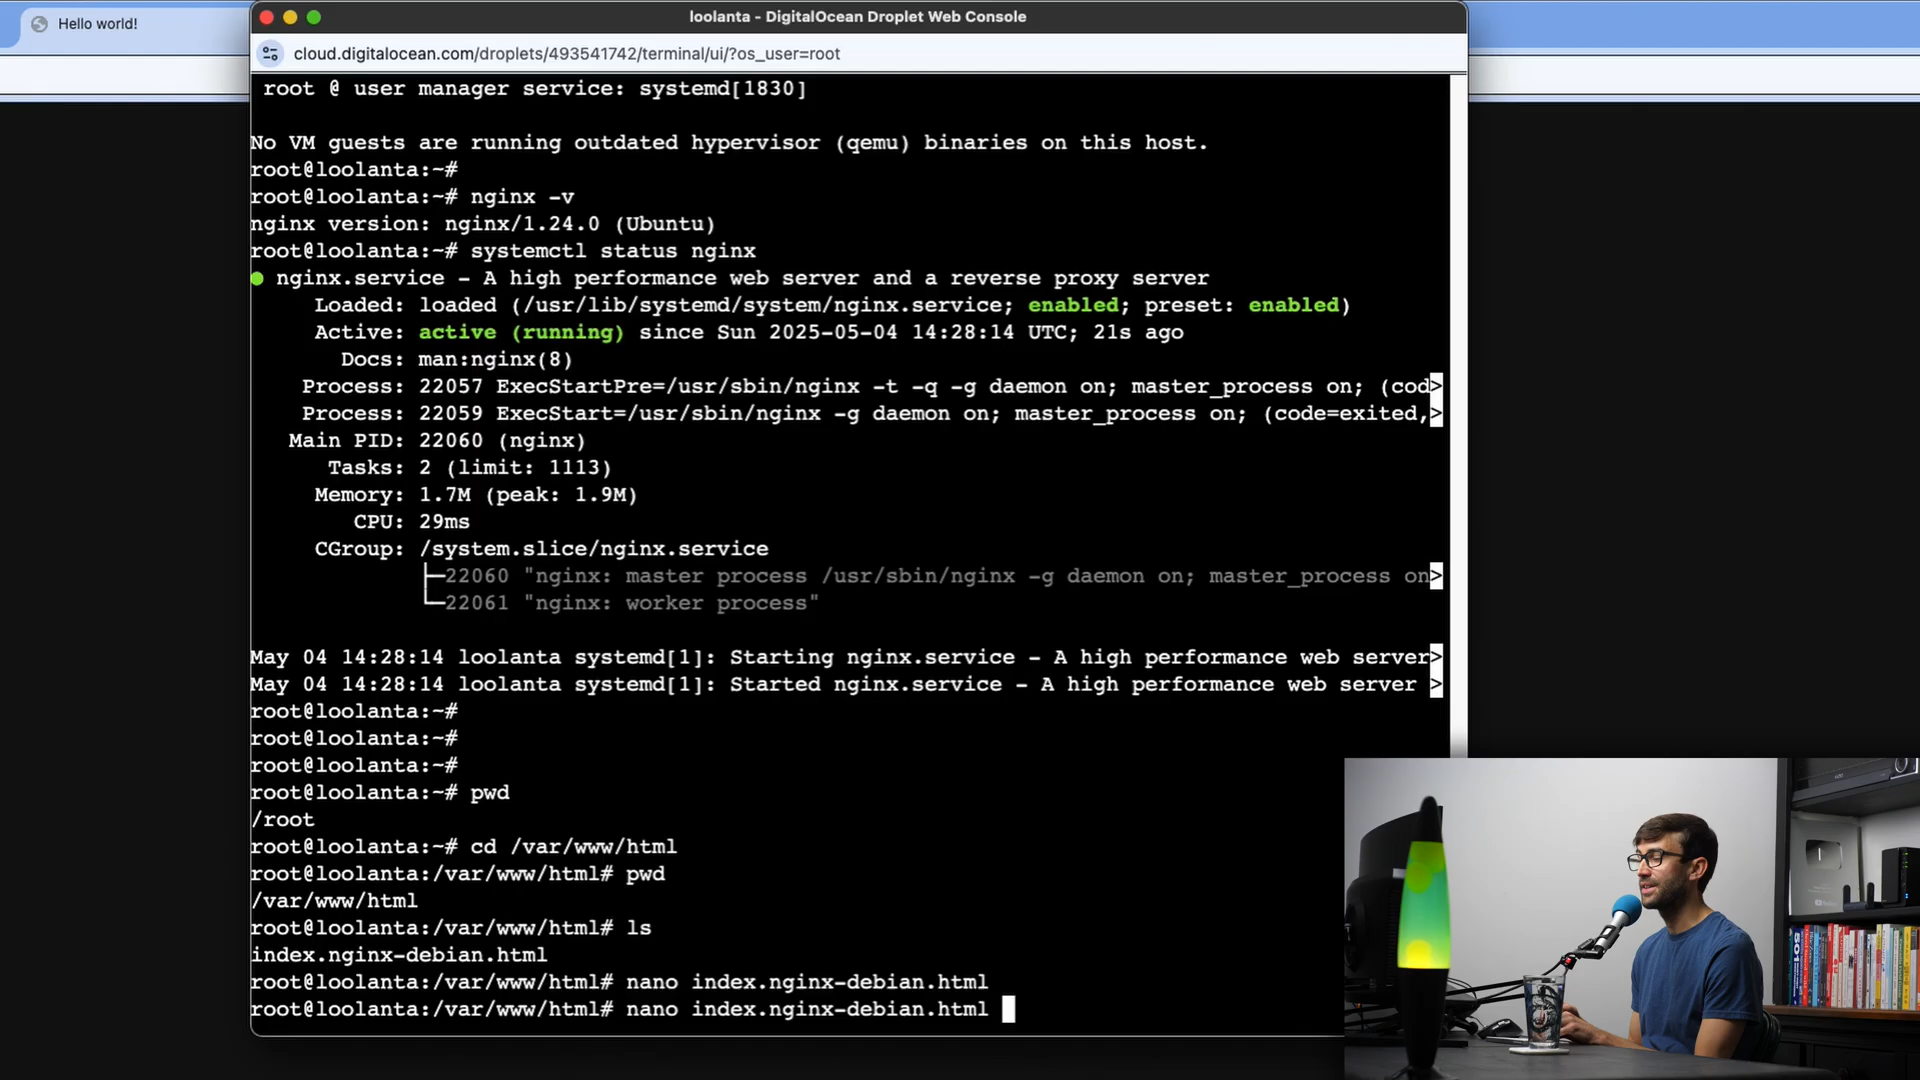 Hello world!
loolanta - DigitalOcean Droplet Web Console
cloud.digitalocean.com/droplets/493541742/terminal/ui/?os_user=root
root @ user manager service: systemd[1830]
No VM guests are running outdated hypervisor (qemu) binaries on this host.
root@loolanta:~#
root@loolanta:~# nginx -v
nginx version: nginx/1.24.0 (Ubuntu)
root@loolanta:~# systemctl status nginx
● nginx.service - A high performance web server and a reverse proxy server
Loaded: loaded (/usr/lib/systemd/system/nginx.service; enabled; preset: enabled)
Active: active (running) since Sun 2025-05-04 14:28:14 UTC; 21s ago
Docs: man:nginx(8)
Process: 22057 ExecStartPre=/usr/sbin/nginx -t -q -g daemon on; master_process on; (cod>
Process: 22059 ExecStart=/usr/sbin/nginx -g daemon on; master_process on; (code=exited,>
Main PID: 22060 (nginx)
Tasks: 2 (limit: 1113)
Memory: 1.7M (peak: 1.9M)
CPU: 29ms
CGroup: /system.slice/nginx.service
├─22060 "nginx: master process /usr/sbin/nginx -g daemon on; master_process on>
└─22061 "nginx: worker process"
May 04 14:28:14 loolanta systemd[1]: Starting nginx.service - A high performance web server>
May 04 14:28:14 loolanta systemd[1]: Started nginx.service - A high performance web server >
root@loolanta:~#
root@loolanta:~#
root@loolanta:~#
root@loolanta:~# pwd
/root
root@loolanta:~# cd /var/www/html
root@loolanta:/var/www/html# pwd
/var/www/html
root@loolanta:/var/www/html# ls
index.nginx-debian.html
root@loolanta:/var/www/html# nano index.nginx-debian.html
root@loolanta:/var/www/html# nano index.nginx-debian.html